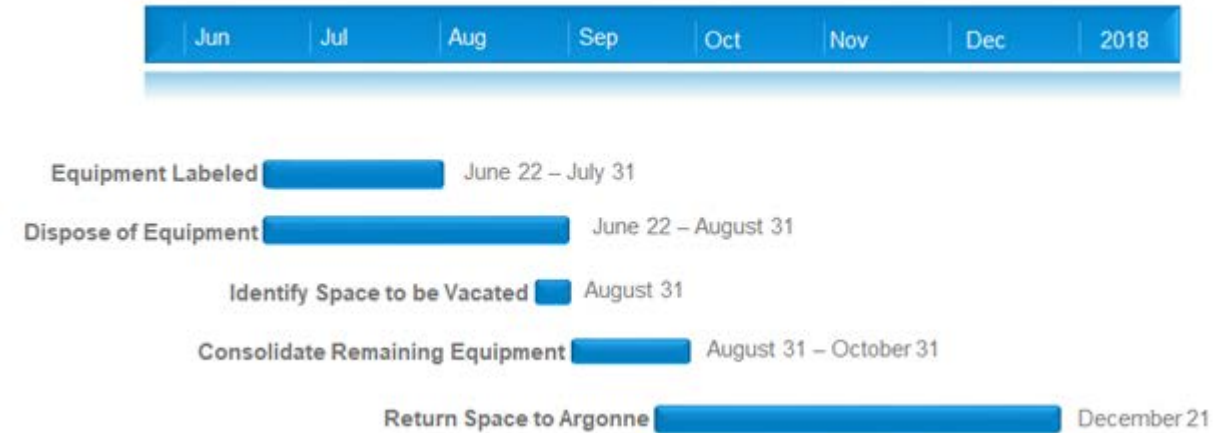 Jun Jul Aug Sep Oct Nov Dec 2018
Equipment Labeled June 22 – July 31
Dispose of Equipment June 22 – August 31
Identify Space to be Vacated August 31
Consolidate Remaining Equipment August 31 – October 31
Return Space to Argonne December 21